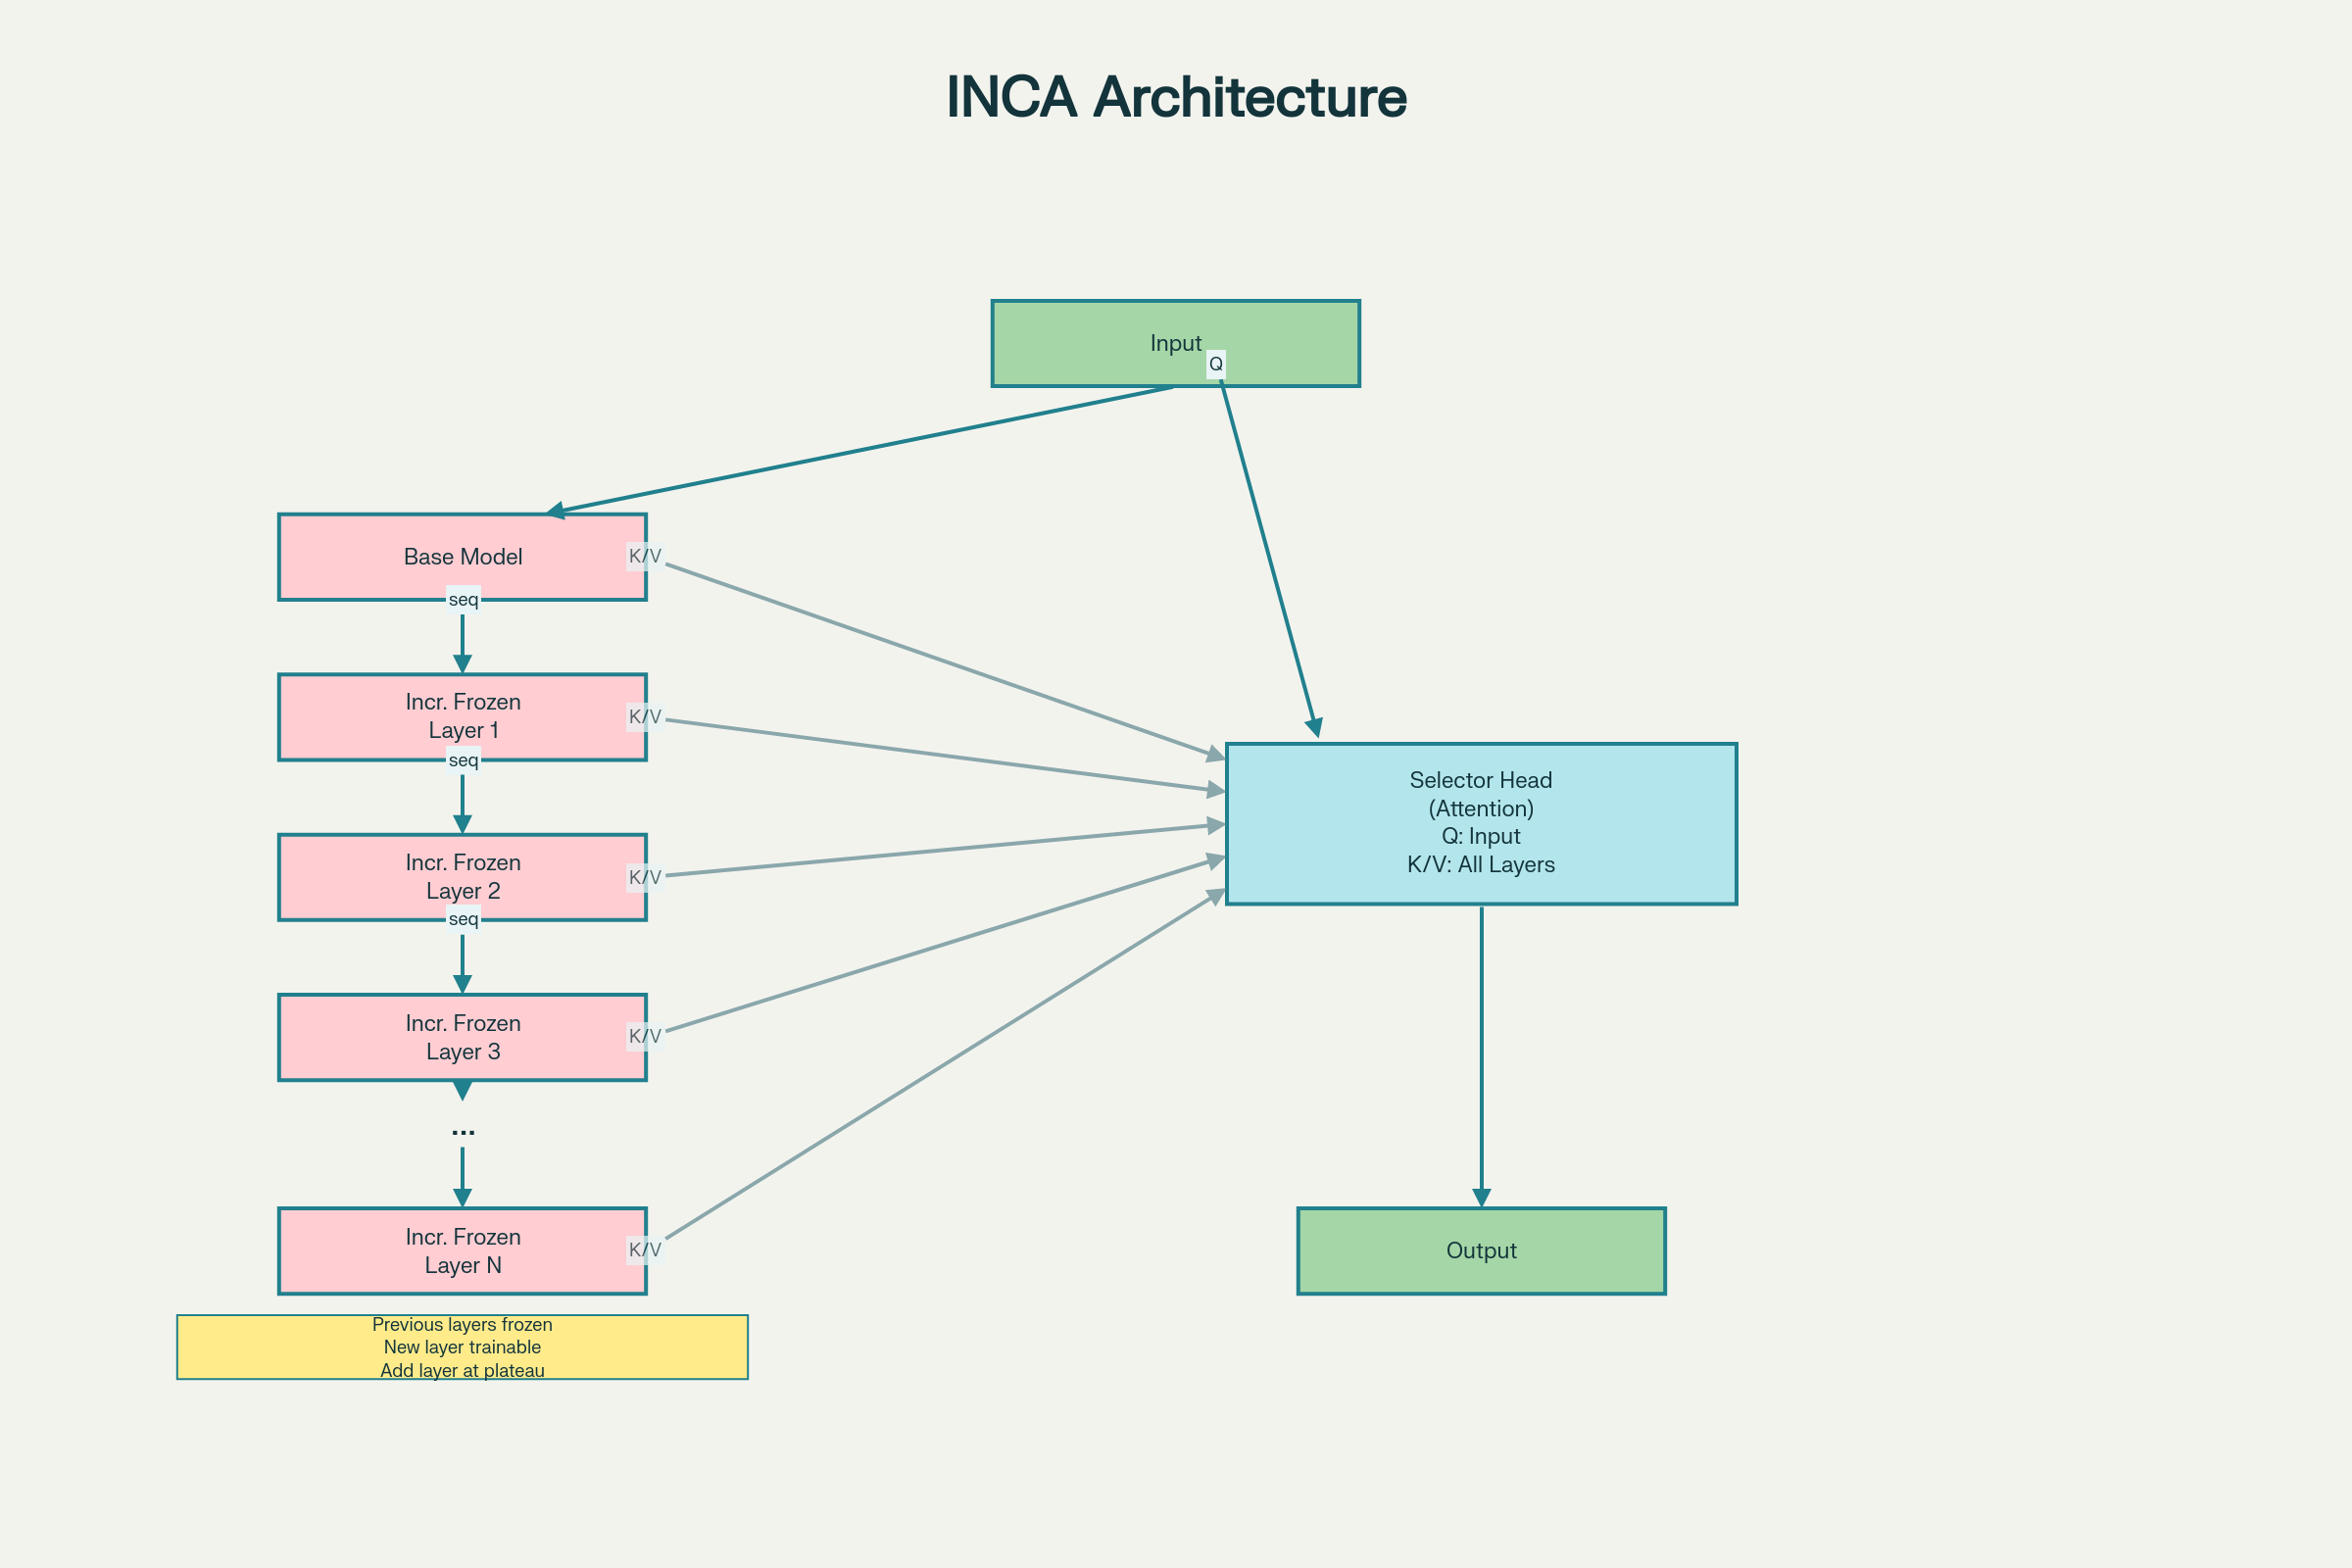 INCA Architecture
Input
Q
Base Model
K/V
seq
Incr. Frozen
Layer 1
K/V
seq
Incr. Frozen
Layer 2
K/V
seq
Incr. Frozen
Layer 3
K/V
...
Incr. Frozen
Layer N
K/V
Previous layers frozen
New layer trainable
Add layer at plateau
Selector Head
(Attention)
Q: Input
K/V: All Layers
Output